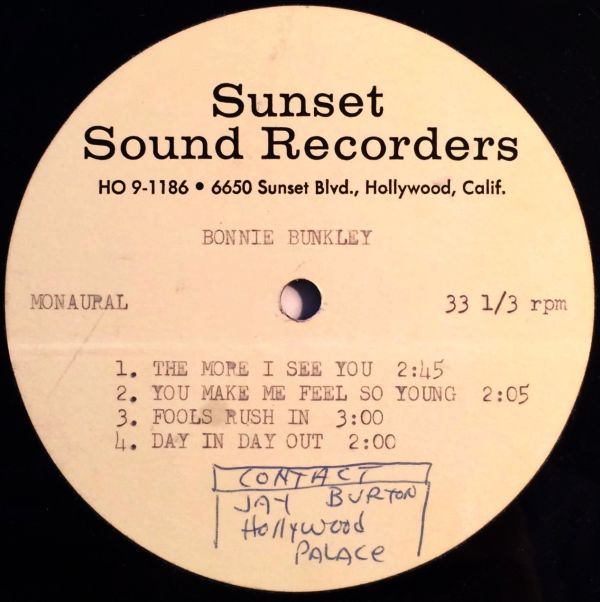 Sunset
Sound Recorders
HO 9-1186 • 6650 Sunset Blvd., Hollywood, Calif.
BONNIE BUNKLEY
MONAURAL 33 1/3 rpm
1. THE MORE I SEE YOU 2:45
2. YOU MAKE ME FEEL SO YOUNG 2:05
3. FOOLS RUSH IN 3:00
4. DAY IN DAY OUT 2:00
CONTACT
JAY BURTON
HOllYWOOD
PALACE